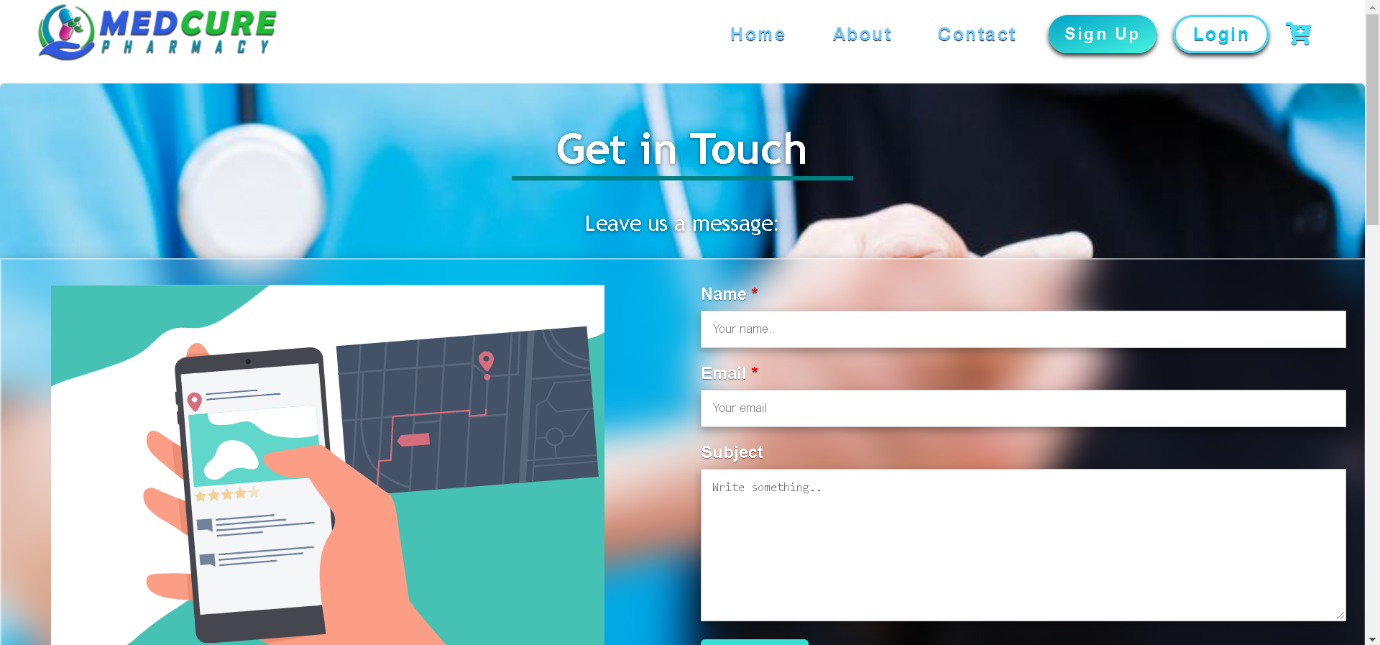 MEDCURE
PHARMACY
Home About Contact Sign Up Login
Get in Touch
Leave us a message:
Name *
Your name..
Email *
Your email
Subject
Write something..